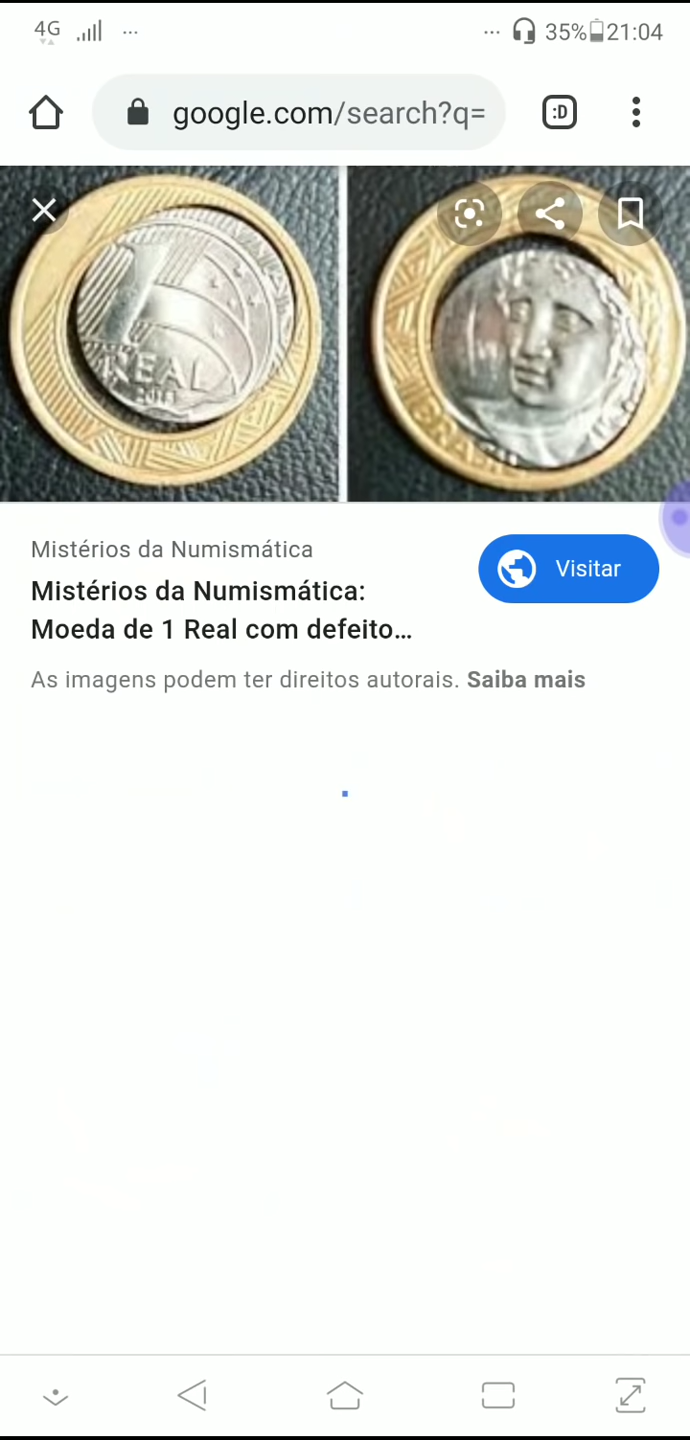 4G ... ... 35% 21:04
google.com/search?q=
:D
REAL
BRASIL
Mistérios da Numismática
Mistérios da Numismática:
Visitar
Moeda de 1 Real com defeito...
As imagens podem ter direitos autorais. Saiba mais